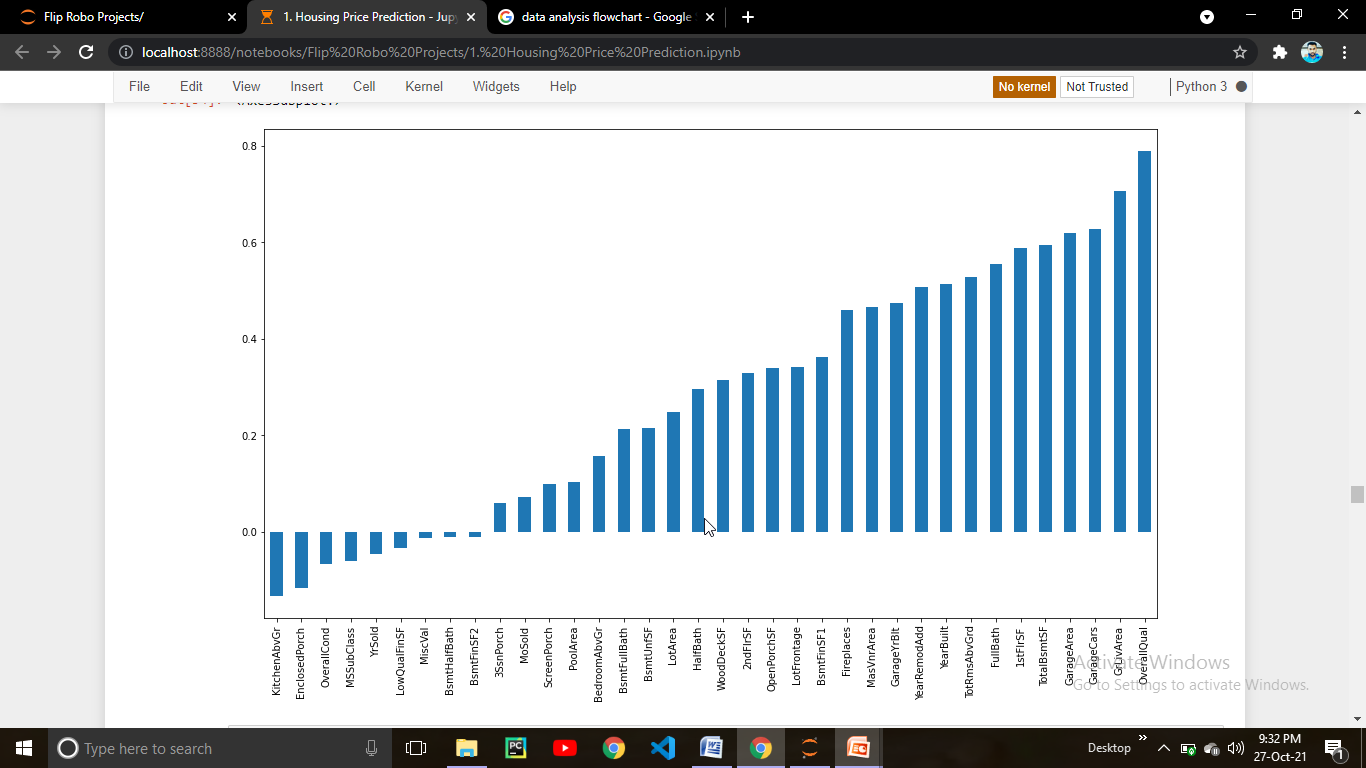 Flip Robo Projects/
1. Housing Price Prediction - Jup
data analysis flowchart - Google
localhost:8888/notebooks/Flip%20Robo%20Projects/1.%20Housing%20Price%20Prediction.ipynb
File Edit View Insert Cell Kernel Widgets Help
No kernel Not Trusted Python 3
0.8
0.6
0.4
0.2
0.0
KitchenAbvGr
EnclosedPorch
OverallCond
MSSubClass
YrSold
LowQualFinSF
MiscVal
BsmtHalfBath
BsmtFinSF2
3SsnPorch
MoSold
ScreenPorch
PoolArea
BedroomAbvGr
BsmtFullBath
BsmtUnfSF
LotArea
HalfBath
WoodDeckSF
2ndFlrSF
OpenPorchSF
LotFrontage
BsmtFinSF1
Fireplaces
MasVnrArea
GarageYrBlt
YearRemodAdd
YearBuilt
TotRmsAbvGrd
FullBath
1stFlrSF
TotalBsmtSF
GarageArea
GarageCars
GrLivArea
OverallQual
Activate Windows
Go to Settings to activate Windows.
Type here to search
Desktop
9:32 PM
27-Oct-21
1